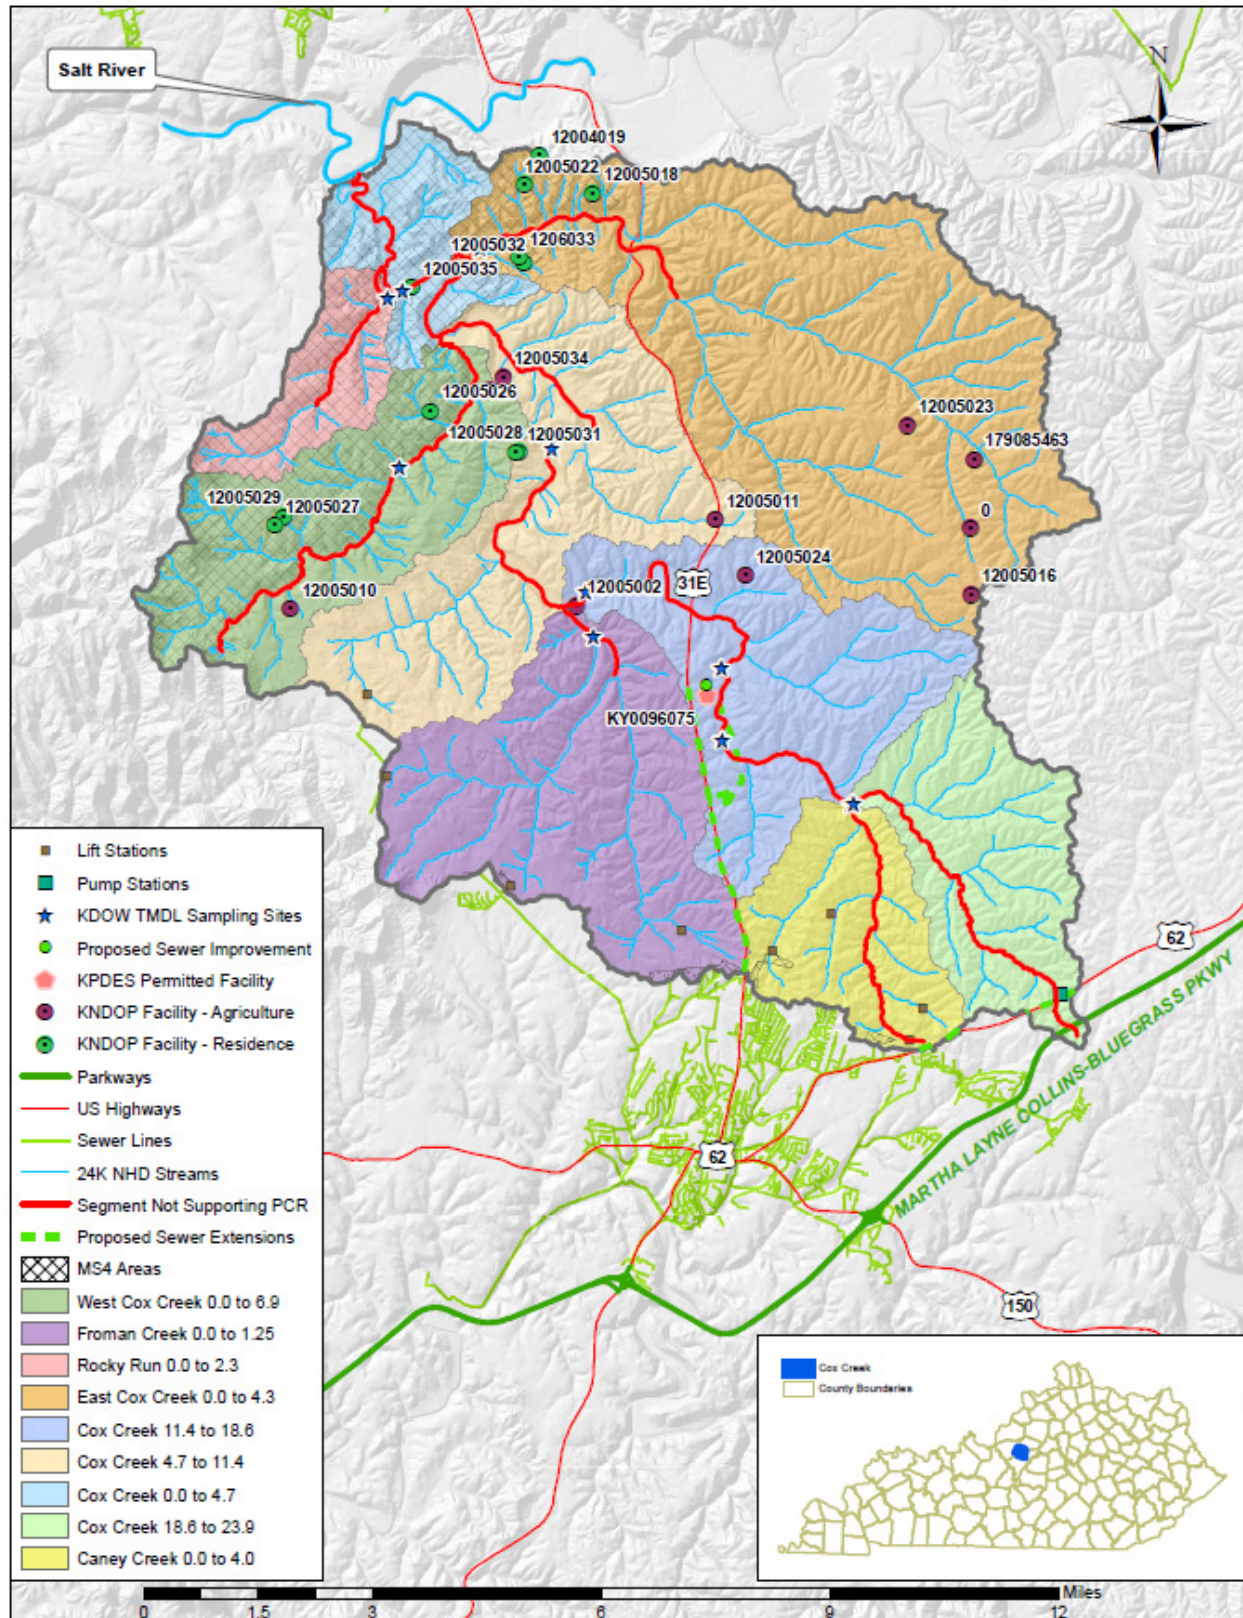 N
Salt River
12004019
12005022
12005018
12005032
1206033
12005035
12005034
12005026
12005023
12005028
12005031
179085463
12005029
12005027
12005011
0
12005024
31E
12005002
12005016
12005010
KY0096075
62
MARTHA LAYNE COLLINS-BLUEGRASS PKWY
62
150
Lift Stations
Pump Stations
KDOW TMDL Sampling Sites
Proposed Sewer Improvement
KPDES Permitted Facility
KNDOP Facility - Agriculture
KNDOP Facility - Residence
Parkways
US Highways
Sewer Lines
24K NHD Streams
Segment Not Supporting PCR
Proposed Sewer Extensions
MS4 Areas
West Cox Creek 0.0 to 6.9
Froman Creek 0.0 to 1.25
Rocky Run 0.0 to 2.3
East Cox Creek 0.0 to 4.3
Cox Creek 11.4 to 18.6
Cox Creek 4.7 to 11.4
Cox Creek 0.0 to 4.7
Cox Creek 18.6 to 23.9
Caney Creek 0.0 to 4.0
Cox Creek
County Boundaries
Miles
0 1.5 3 6 9 12